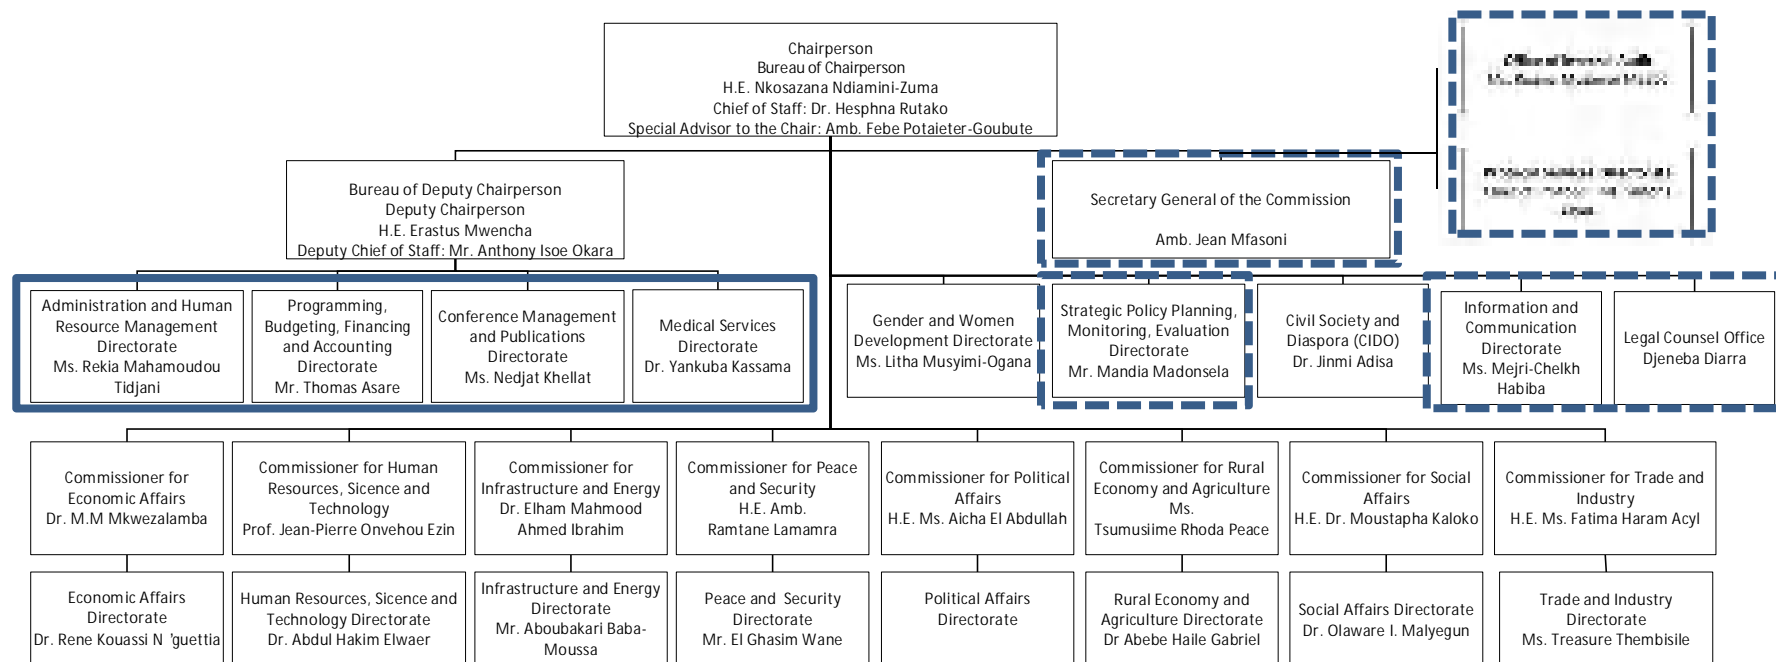 Chairperson
Bureau of Chairperson
H.E. Nkosazana Ndiamini-Zuma
Chief of Staff: Dr. Hesphna Rutako
Special Advisor to the Chair: Amb. Febe Potaieter-Goubute
Bureau of Deputy Chairperson
Deputy Chairperson
H.E. Erastus Mwencha
Deputy Chief of Staff: Mr. Anthony Isoe Okara
Secretary General of the Commission
Amb. Jean Mfasoni
Administration and Human
Resource Management
Directorate
Ms. Rekia Mahamoudou
Tidjani
Programming,
Budgeting, Financing
and Accounting
Directorate
Mr. Thomas Asare
Conference Management
and Publications
Directorate
Ms. Nedjat Khellat
Medical Services
Directorate
Dr. Yankuba Kassama
Gender and Women
Development Directorate
Ms. Litha Musyimi-Ogana
Strategic Policy Planning,
Monitoring, Evaluation
Directorate
Mr. Mandia Madonsela
Civil Society and
Diaspora (CIDO)
Dr. Jinmi Adisa
Information and
Communication
Directorate
Ms. Mejri-Chelkh
Habiba
Legal Counsel Office
Djeneba Diarra
Commissioner for
Economic Affairs
Dr. M.M Mkwezalamba
Commissioner for Human
Resources, Sicence and
Technology
Prof. Jean-Pierre Onvehou Ezin
Commissioner for
Infrastructure and Energy
Dr. Elham Mahmood
Ahmed Ibrahim
Commissioner for Peace
and Security
H.E. Amb.
Ramtane Lamamra
Commissioner for Political
Affairs
H.E. Ms. Aicha El Abdullah
Commissioner for Rural
Economy and Agriculture
Ms.
Tsumusiime Rhoda Peace
Commissioner for Social
Affairs
H.E. Dr. Moustapha Kaloko
Commissioner for Trade and
Industry
H.E. Ms. Fatima Haram Acyl
Economic Affairs
Directorate
Dr. Rene Kouassi N 'guettia
Human Resources, Sicence and
Technology Directorate
Dr. Abdul Hakim Elwaer
Infrastructure and Energy
Directorate
Mr. Aboubakari Baba-
Moussa
Peace and Security
Directorate
Mr. El Ghasim Wane
Political Affairs
Directorate
Rural Economy and
Agriculture Directorate
Dr Abebe Haile Gabriel
Social Affairs Directorate
Dr. Olaware I. Malyegun
Trade and Industry
Directorate
Ms. Treasure Thembisile